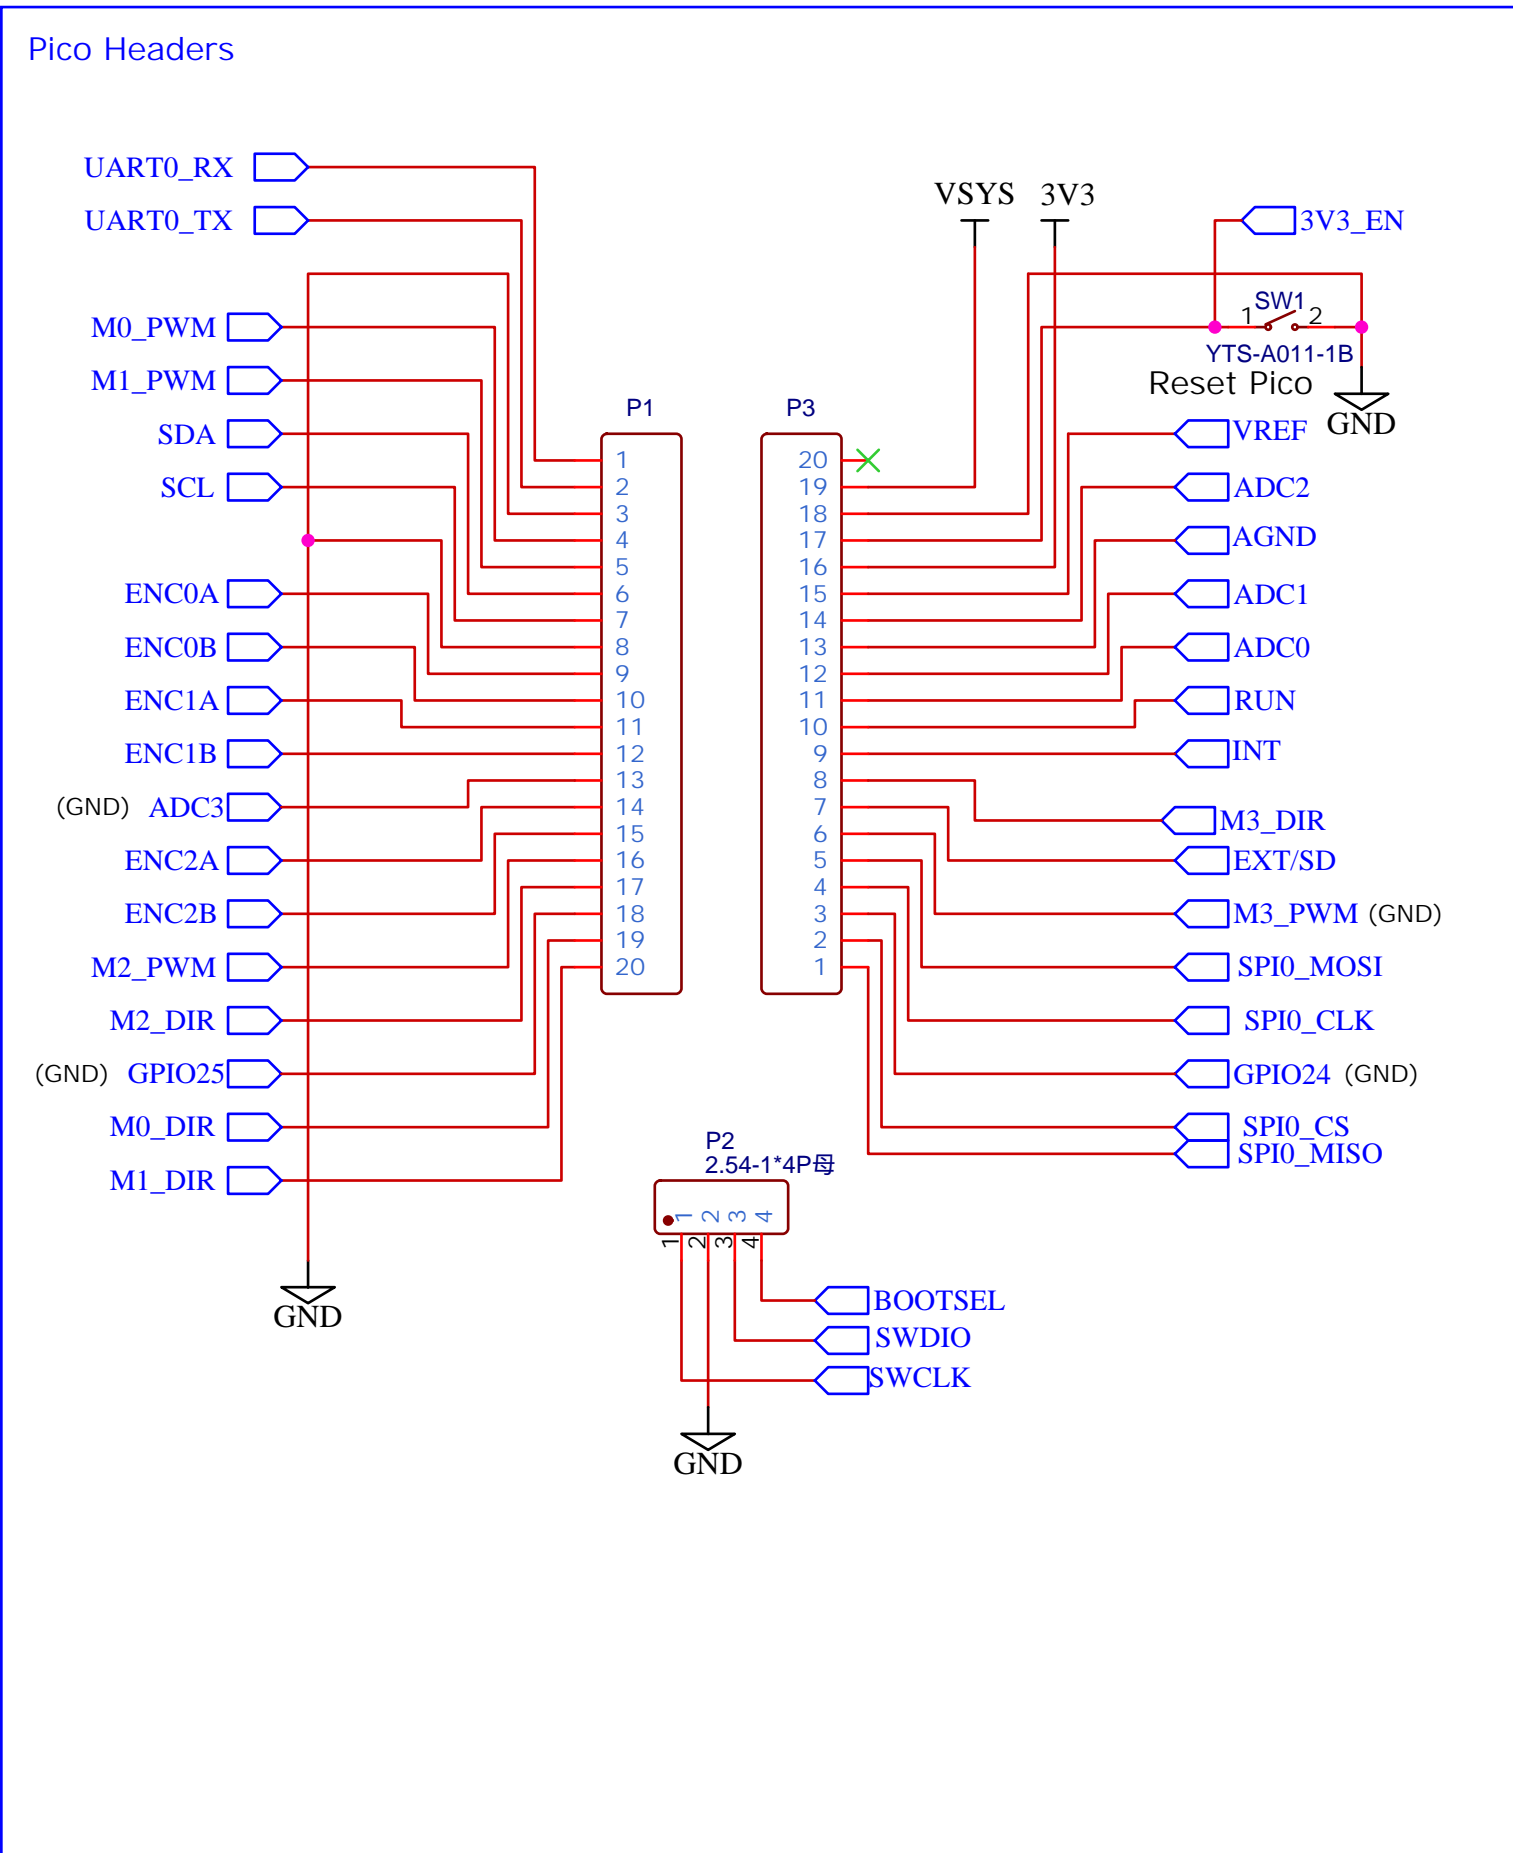 Pico Headers
UART0_RX
UART0_TX
M0_PWM
M1_PWM
SDA
SCL
ENC0A
ENC0B
ENC1A
ENC1B
(GND) ADC3
ENC2A
ENC2B
M2_PWM
M2_DIR
(GND) GPIO25
M0_DIR
M1_DIR
GND
P1
1
2
3
4
5
6
7
8
9
10
11
12
13
14
15
16
17
18
19
20
P3
20
19
18
17
16
15
14
13
12
11
10
9
8
7
6
5
4
3
2
1
VSYS 3V3
3V3_EN
SW1
1 2
YTS-A011-1B
Reset Pico
GND
VREF
ADC2
AGND
ADC1
ADC0
RUN
INT
M3_DIR
EXT/SD
M3_PWM (GND)
SPI0_MOSI
SPI0_CLK
GPIO24 (GND)
SPI0_CS
SPI0_MISO
P2
2.54-1*4P母
1 2 3 4
1 2 3 4
BOOTSEL
SWDIO
SWCLK
GND